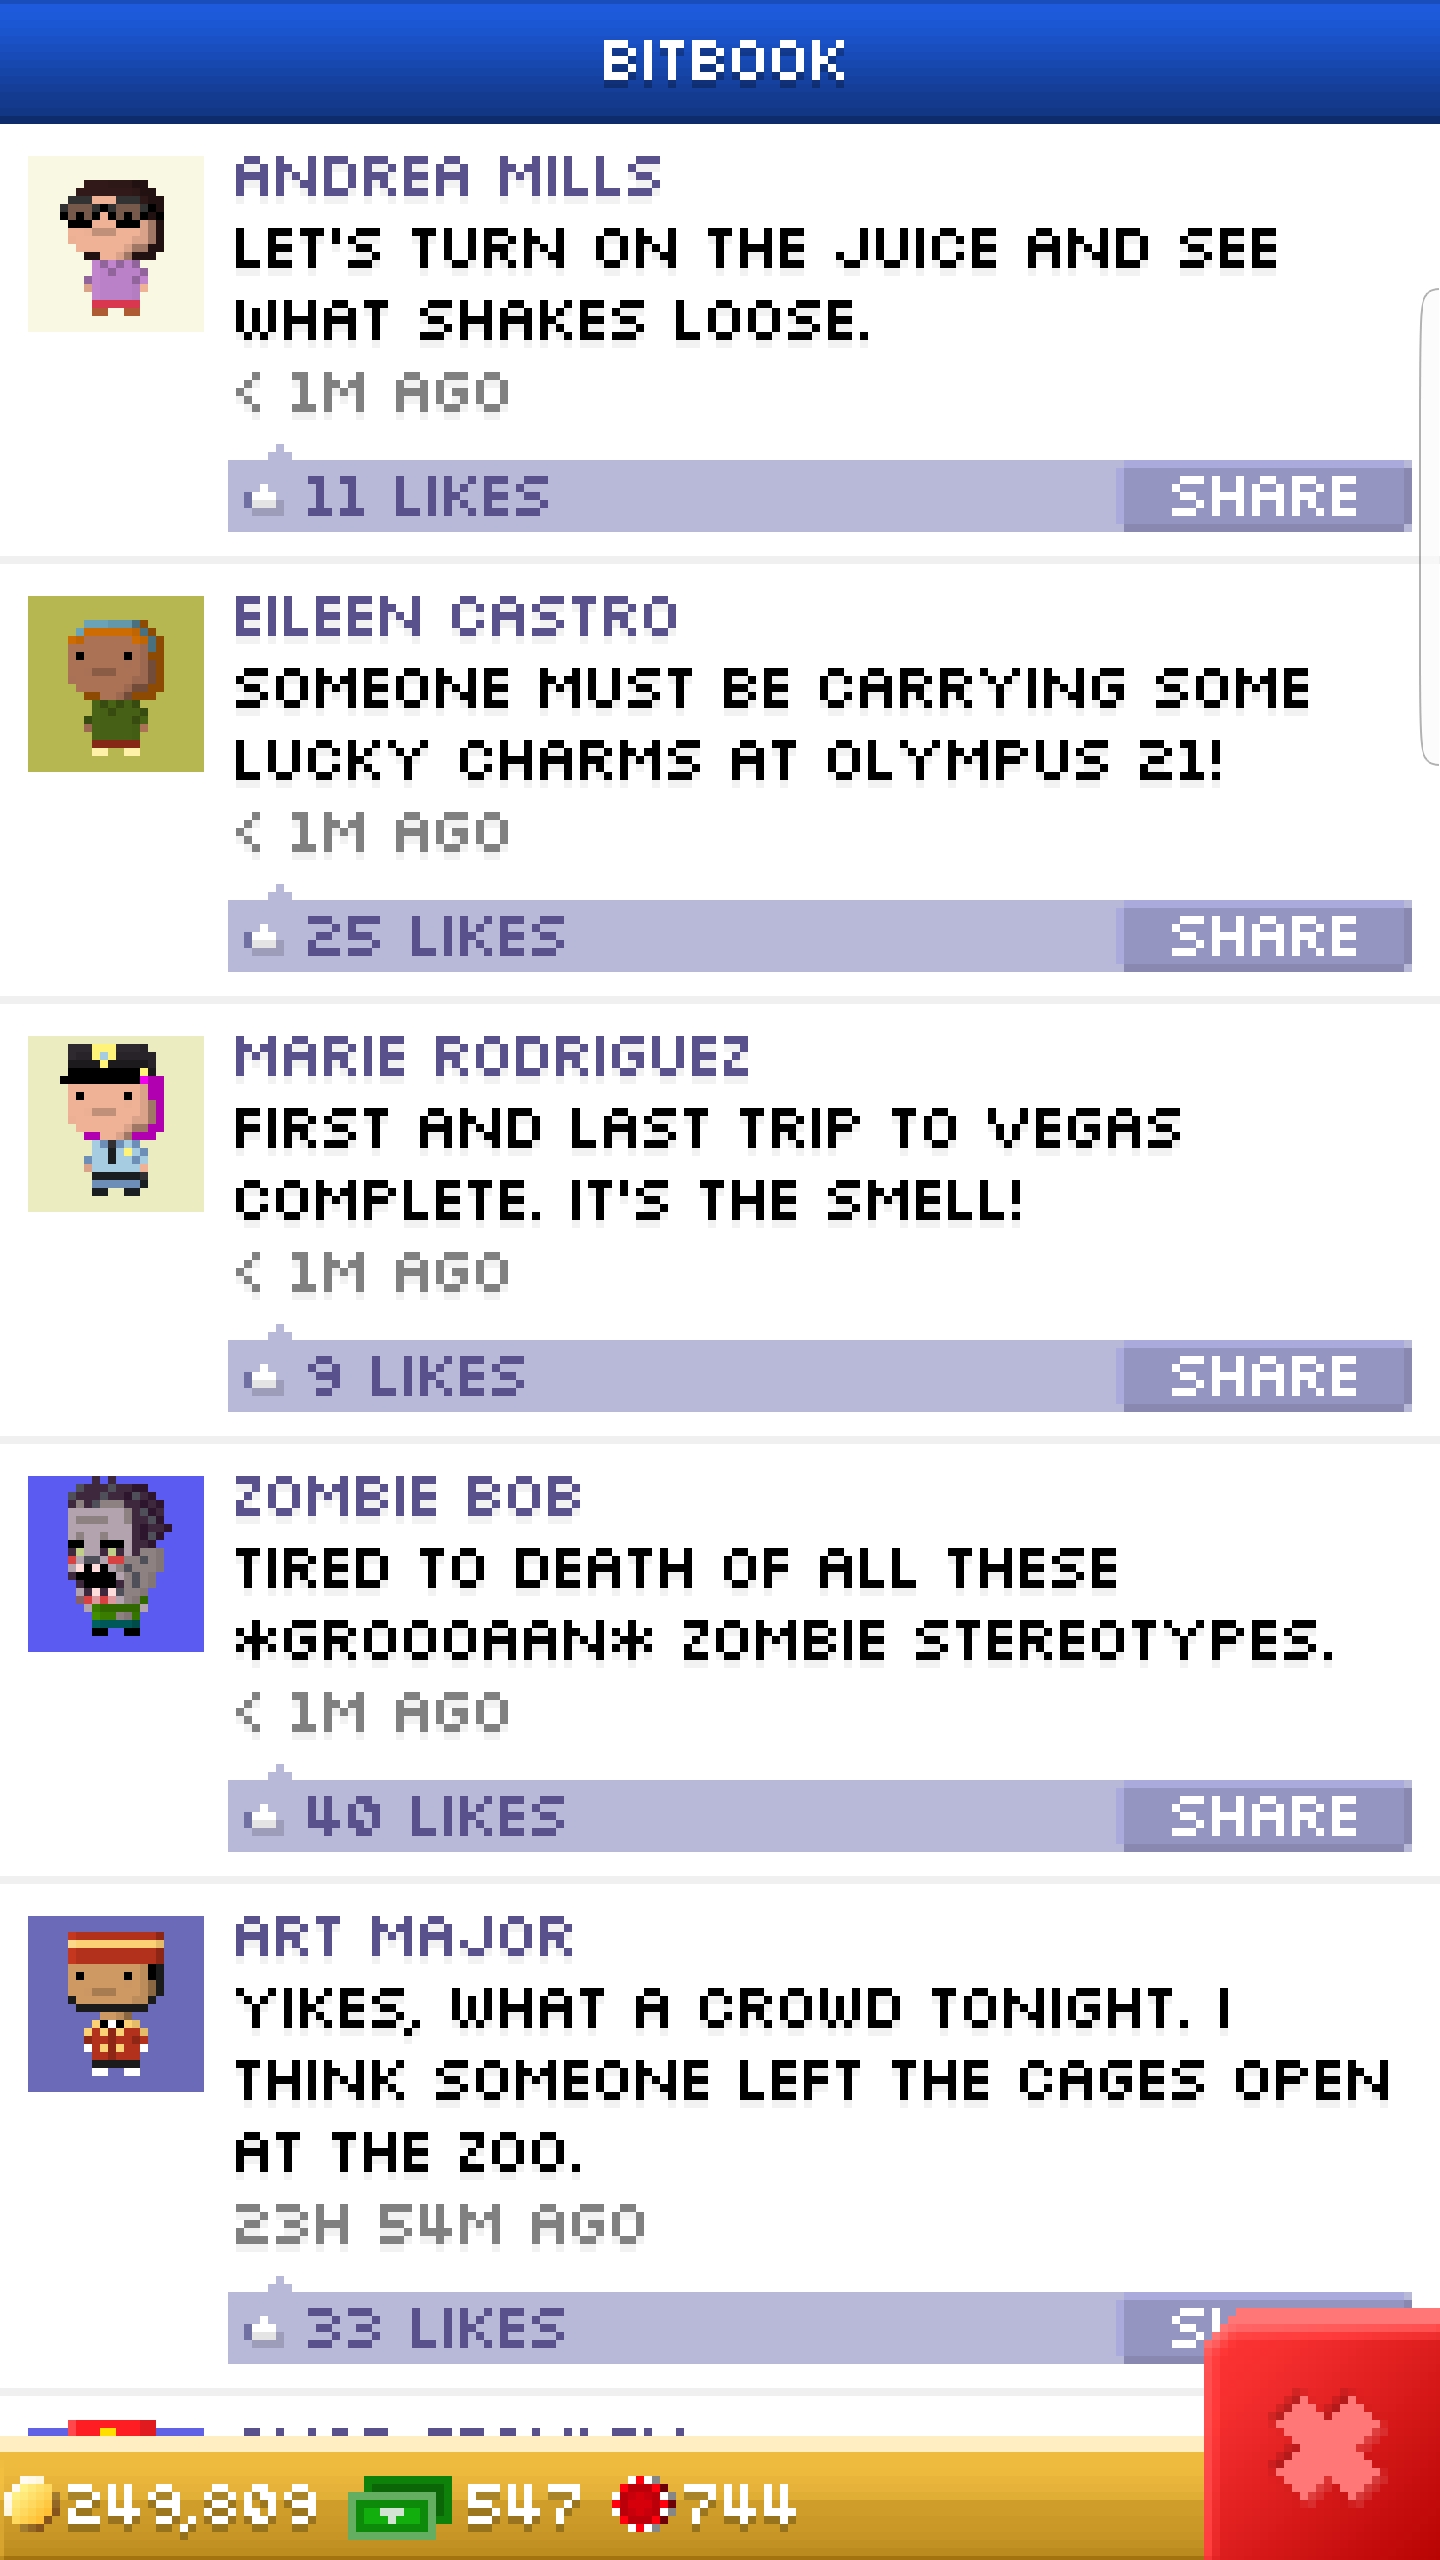 BITBOOK
ANDREA MILLS
LET'S TURN ON THE JUICE AND SEE
WHAT SHAKES LOOSE.
< 1M AGO
11 LIKES
SHARE
EILEEN CASTRO
SOMEONE MUST BE CARRYING SOME
LUCKY CHARMS AT OLYMPUS 21!
< 1M AGO
25 LIKES
SHARE
MARIE RODRIGUEZ
FIRST AND LAST TRIP TO VEGAS
COMPLETE. IT'S THE SMELL!
< 1M AGO
9 LIKES
SHARE
ZOMBIE BOB
TIRED TO DEATH OF ALL THESE
*GROOOAAN* ZOMBIE STEREOTYPES.
< 1M AGO
40 LIKES
SHARE
ART MAJOR
YIKES, WHAT A CROWD TONIGHT. I
THINK SOMEONE LEFT THE CAGES OPEN
AT THE ZOO.
23H 54M AGO
33 LIKES
249,809 547 744